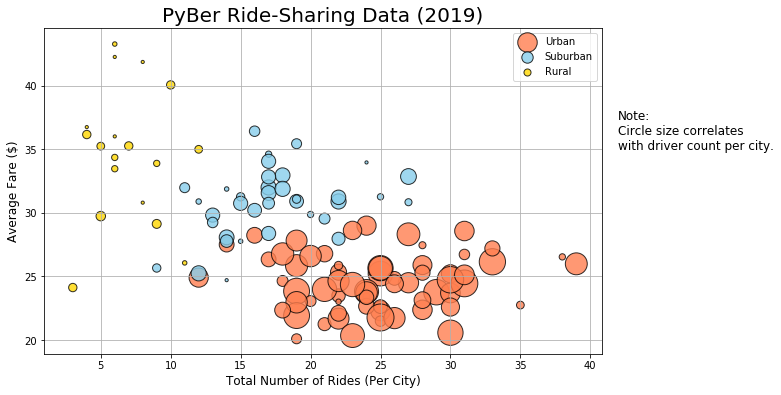 PyBer Ride-Sharing Data (2019)
Urban
Suburban
Rural
Note:
Circle size correlates
with driver count per city.
Average Fare ($)
40
35
30
25
20
5
10
15
20
25
30
35
40
Total Number of Rides (Per City)